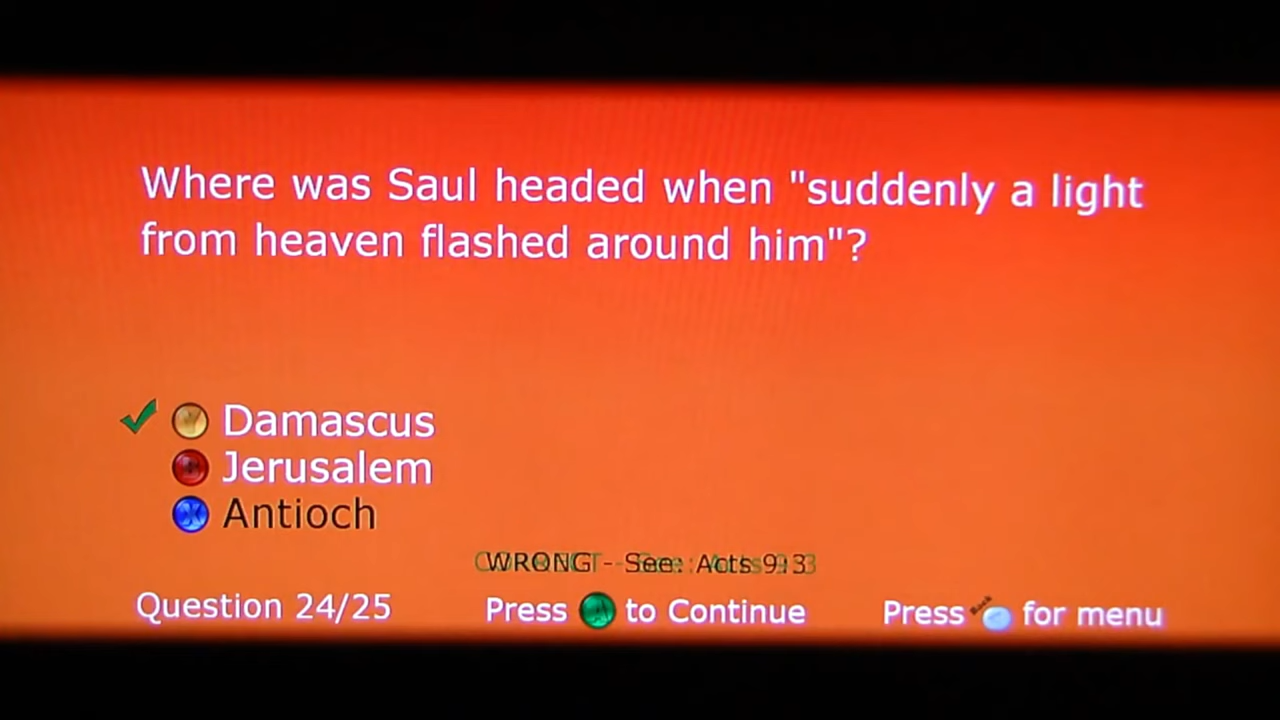 Where was Saul headed when "suddenly a light
from heaven flashed around him"?
Damascus
Jerusalem
Antioch
WRONG -- See: Acts 9:3
Question 24/25
Press A to Continue
Press Back for menu